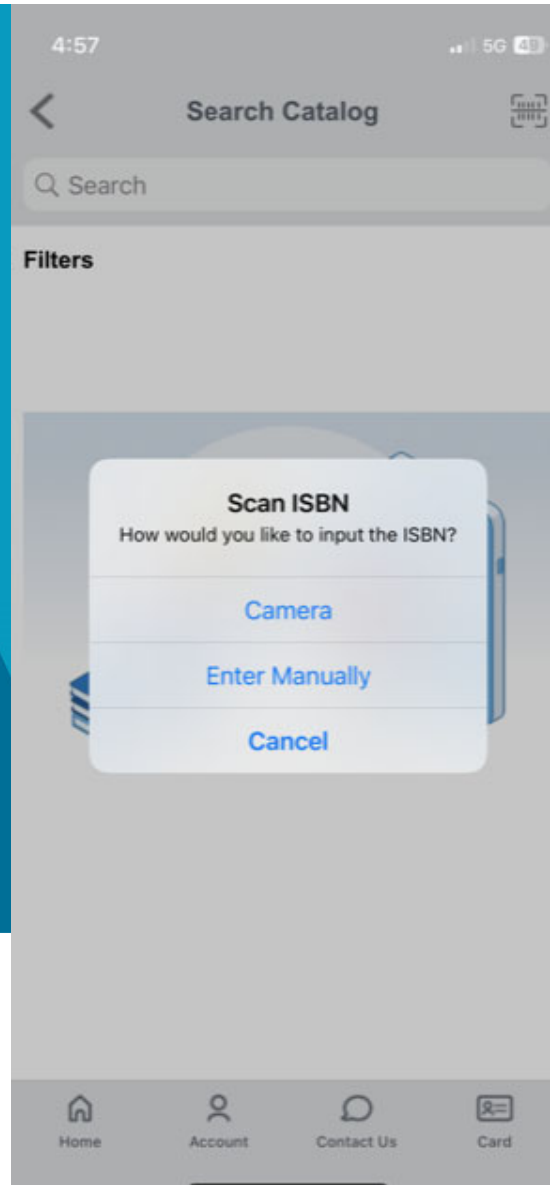 4:57 5G 49
Search Catalog
Search
Filters
Scan ISBN
How would you like to input the ISBN?
Camera
Enter Manually
Cancel
Home Account Contact Us Card